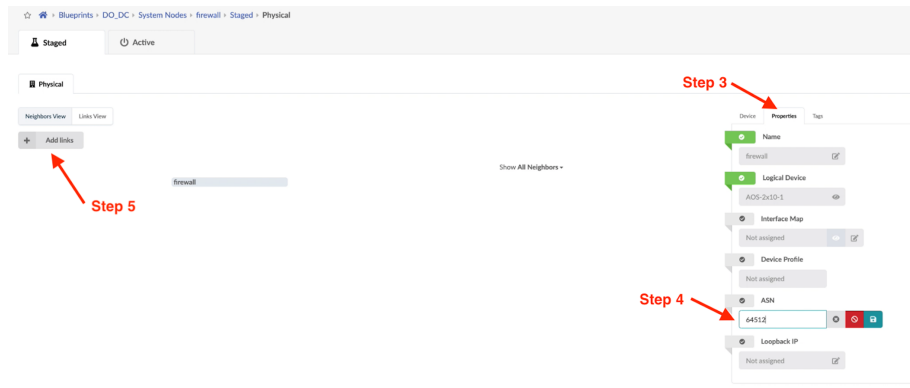 Blueprints › DO_DC › System Nodes › firewall › Staged › Physical
Staged
Active
Physical
Step 3
Neighbors View
Links View
Device
Properties
Tags
Add links
Name
Show All Neighbors
firewall
firewall
Logical Device
AOS-2x10-1
Step 5
Interface Map
Not assigned
Device Profile
Not assigned
Step 4
ASN
64512
Loopback IP
Not assigned